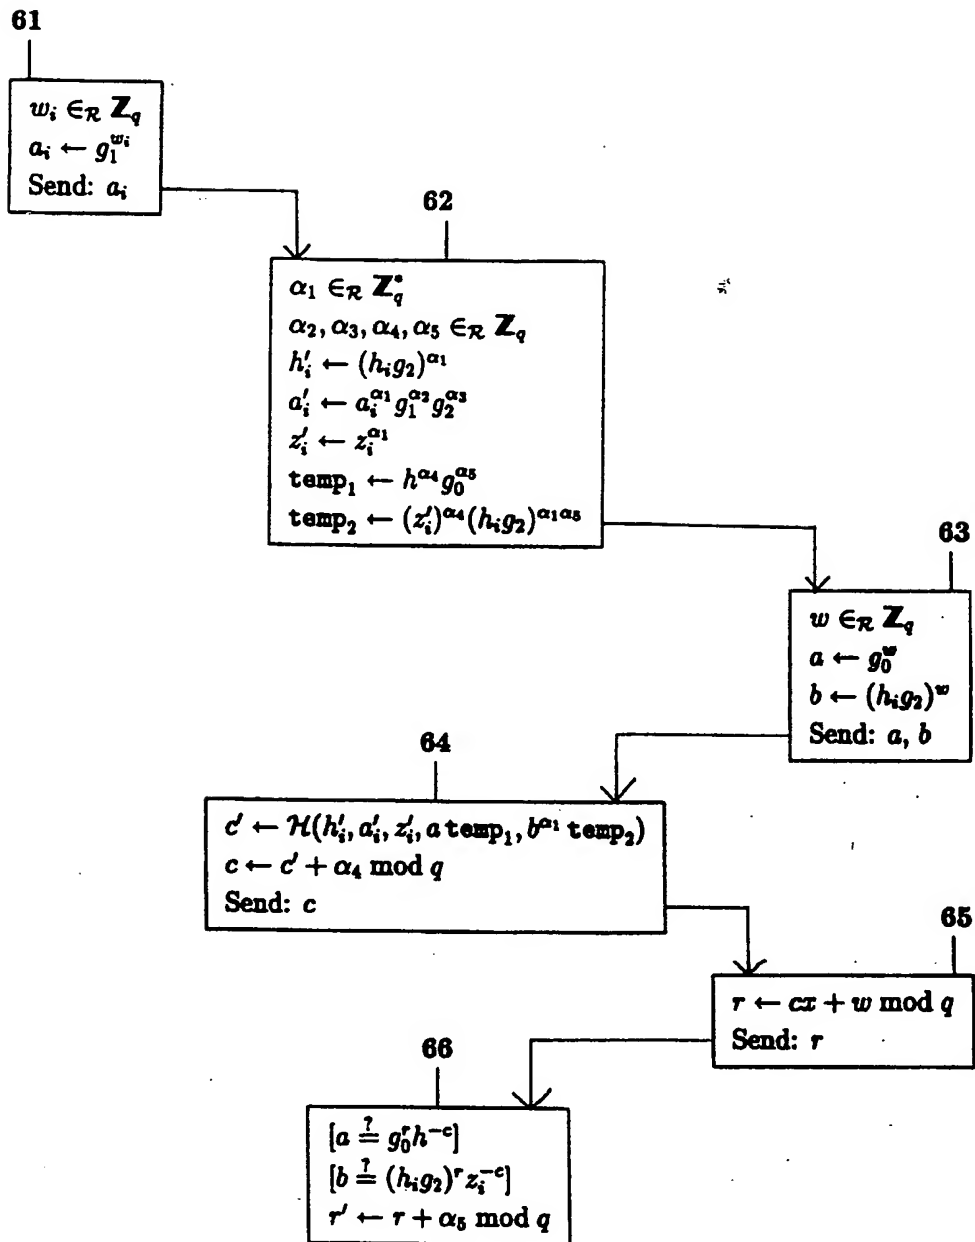 61
w_i ∈_R Z_q
a_i ← g_1^{w_i}
Send: a_i
62
α_1 ∈_R Z_q^*
α_2, α_3, α_4, α_5 ∈_R Z_q
h'_i ← (h_i g_2)^{α_1}
a'_i ← a_i^{α_1} g_1^{α_2} g_2^{α_3}
z'_i ← z_i^{α_1}
temp_1 ← h^{α_4} g_0^{α_5}
temp_2 ← (z'_i)^{α_4} (h_i g_2)^{α_1 α_5}
63
w ∈_R Z_q
a ← g_0^w
b ← (h_i g_2)^w
Send: a, b
64
c' ← H(h'_i, a'_i, z'_i, a temp_1, b^{α_1} temp_2)
c ← c' + α_4 mod q
Send: c
65
r ← cx + w mod q
Send: r
66
[a ≟ g_0^r h^{-c}]
[b ≟ (h_i g_2)^r z_i^{-c}]
r' ← r + α_5 mod q